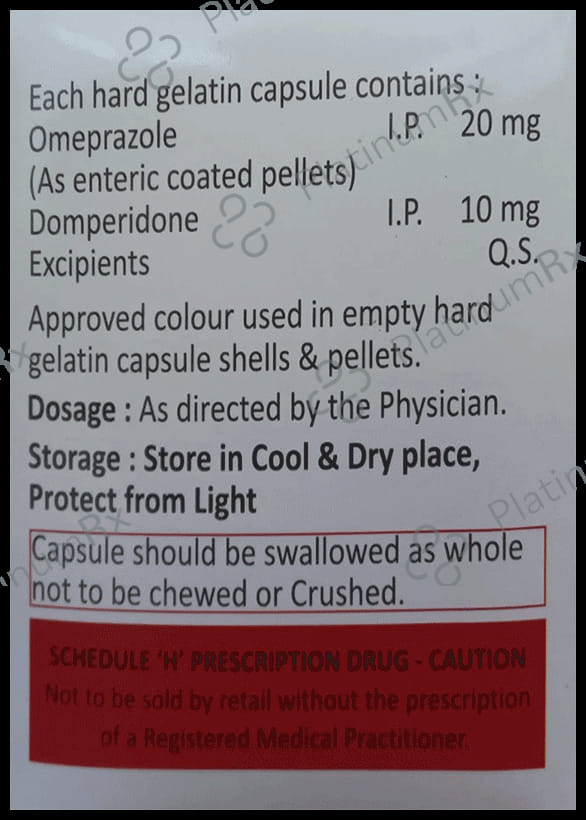 Each hard gelatin capsule contains :
Omeprazole I.P. 20 mg
(As enteric coated pellets)
Domperidone I.P. 10 mg
Excipients Q.S.
Approved colour used in empty hard
gelatin capsule shells & pellets.
Dosage : As directed by the Physician.
Storage : Store in Cool & Dry place,
Protect from Light
Capsule should be swallowed as whole
not to be chewed or Crushed.
SCHEDULE 'H' PRESCRIPTION DRUG - CAUTION
Not to be sold by retail without the prescription
of a Registered Medical Practitioner.
PlatinumRx
PlatinumRx